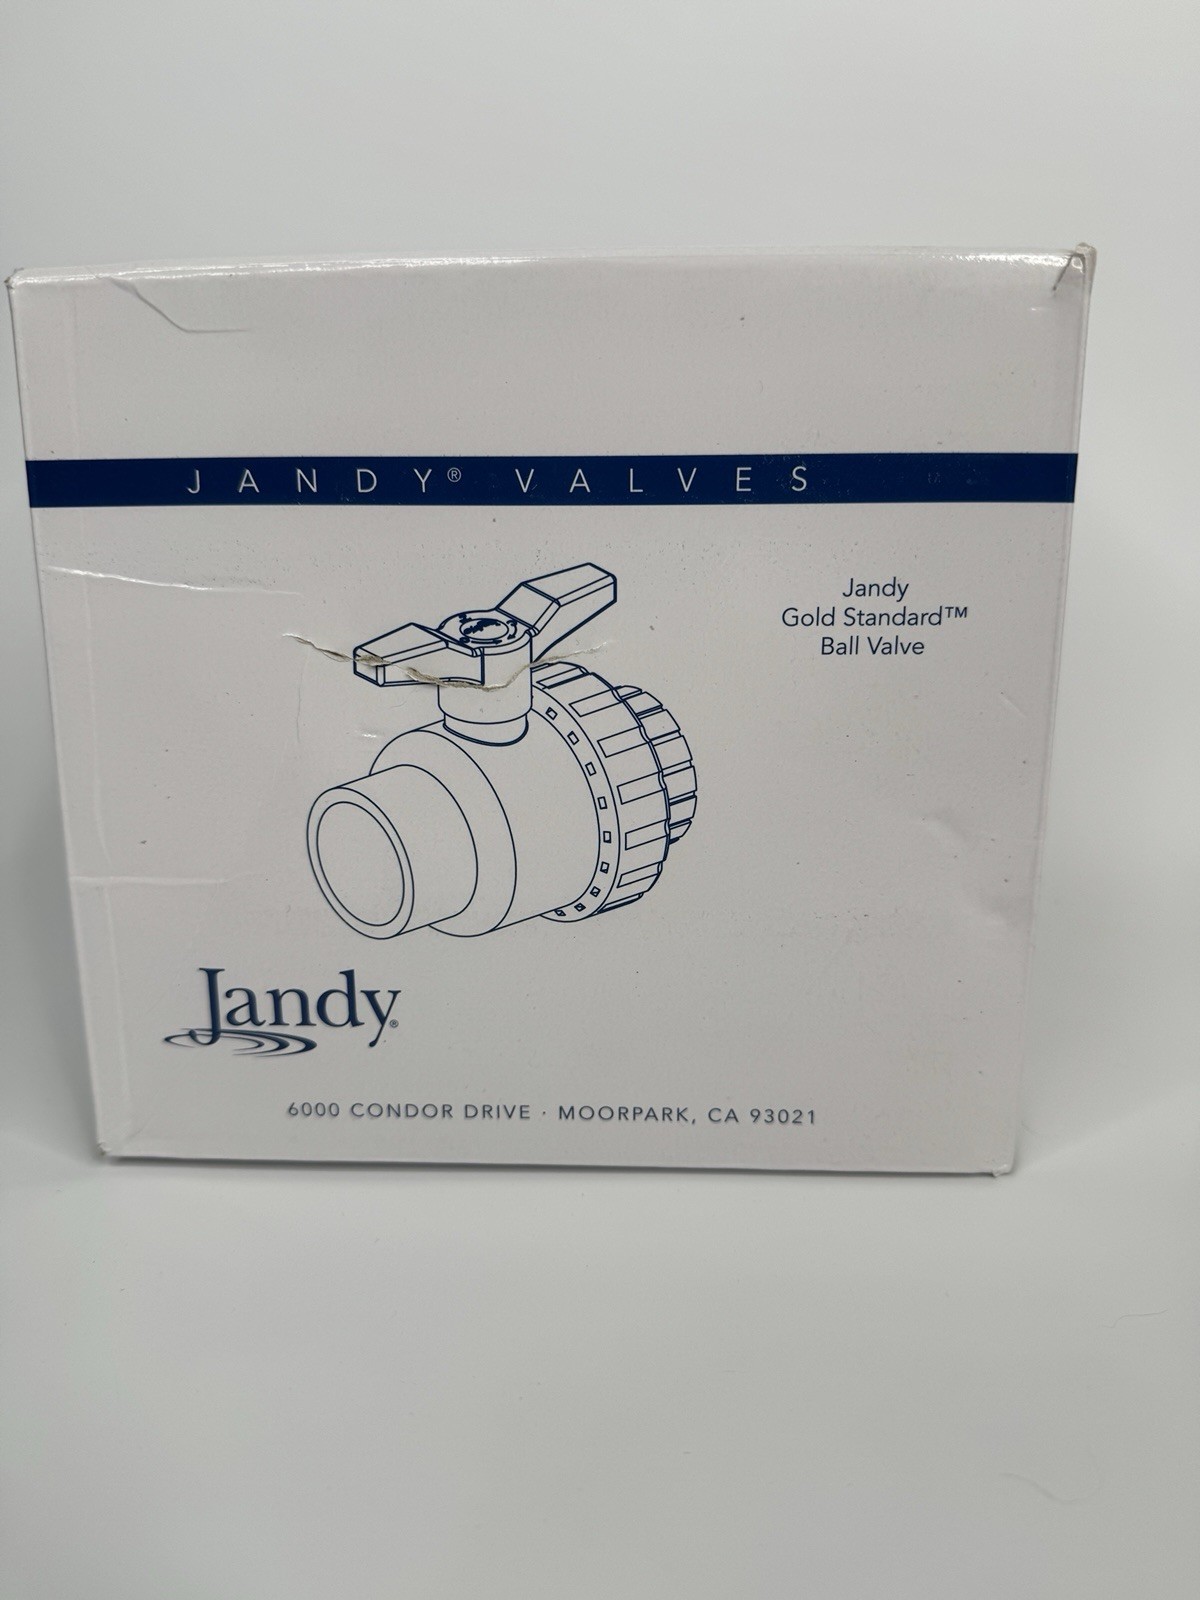 JANDY® VALVES
Jandy
Gold Standard™
Ball Valve
Jandy®
6000 CONDOR DRIVE · MOORPARK, CA 93021